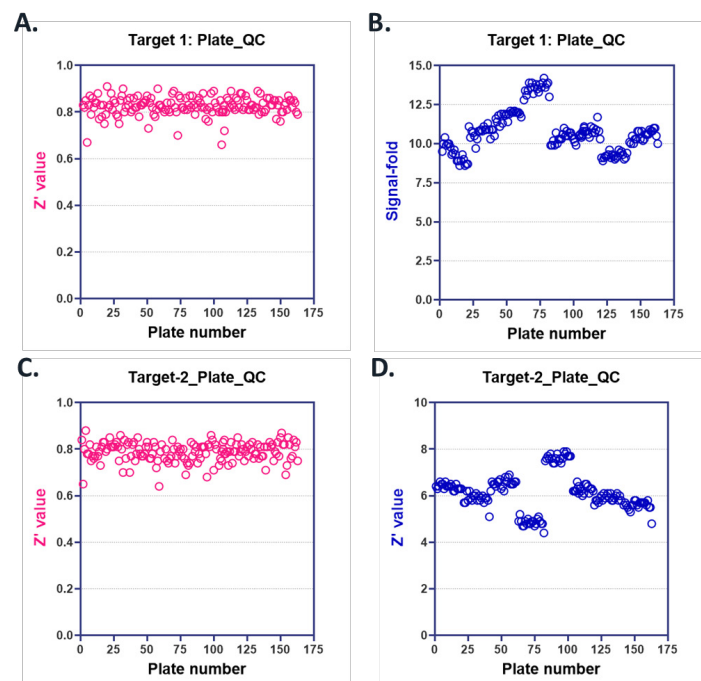 A.
Target 1: Plate_QC
Z' value
1.0
0.8
0.6
0.4
0.2
0.0
0 25 50 75 100 125 150 175
Plate number
B.
Target 1: Plate_QC
Signal-fold
15.0
12.5
10.0
7.5
5.0
2.5
0.0
0 25 50 75 100 125 150 175
Plate number
C.
Target-2_Plate_QC
Z' value
1.0
0.8
0.6
0.4
0.2
0.0
0 25 50 75 100 125 150 175
Plate number
D.
Target-2_Plate_QC
Z' value
10
8
6
4
2
0
0 25 50 75 100 125 150 175
Plate number